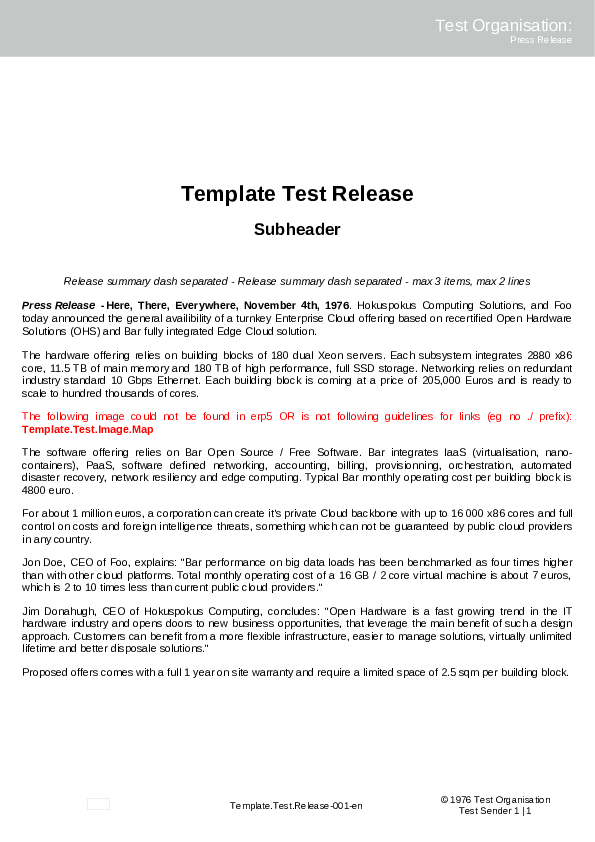 Test Organisation:
Press Release
Template Test Release
Subheader
Release summary dash separated - Release summary dash separated - max 3 items, max 2 lines
Press Release - Here, There, Everywhere, November 4th, 1976. Hokuspokus Computing Solutions, and Foo
today announced the general availibility of a turnkey Enterprise Cloud offering based on recertified Open Hardware
Solutions (OHS) and Bar fully integrated Edge Cloud solution.
The hardware offering relies on building blocks of 180 dual Xeon servers. Each subsystem integrates 2880 x86
core, 11.5 TB of main memory and 180 TB of high performance, full SSD storage. Networking relies on redundant
industry standard 10 Gbps Ethernet. Each building block is coming at a price of 205,000 Euros and is ready to
scale to hundred thousands of cores.
The following image could not be found in erp5 OR is not following guidelines for links (eg no ./ prefix):
Template.Test.Image.Map
The software offering relies on Bar Open Source / Free Software. Bar integrates IaaS (virtualisation, nano-
containers), PaaS, software defined networking, accounting, billing, provisionning, orchestration, automated
disaster recovery, network resiliency and edge computing. Typical Bar monthly operating cost per building block is
4800 euro.
For about 1 million euros, a corporation can create it's private Cloud backbone with up to 16 000 x86 cores and full
control on costs and foreign intelligence threats, something which can not be guaranteed by public cloud providers
in any country.
Jon Doe, CEO of Foo, explains: "Bar performance on big data loads has been benchmarked as four times higher
than with other cloud platforms. Total monthly operating cost of a 16 GB / 2 core virtual machine is about 7 euros,
which is 2 to 10 times less than current public cloud providers."
Jim Donahugh, CEO of Hokuspokus Computing, concludes: "Open Hardware is a fast growing trend in the IT
hardware industry and opens doors to new business opportunities, that leverage the main benefit of such a design
approach. Customers can benefit from a more flexible infrastructure, easier to manage solutions, virtually unlimited
lifetime and better disposale solutions."
Proposed offers comes with a full 1 year on site warranty and require a limited space of 2.5 sqm per building block.
Template.Test.Release-001-en
© 1976 Test Organisation
Test Sender 1 | 1